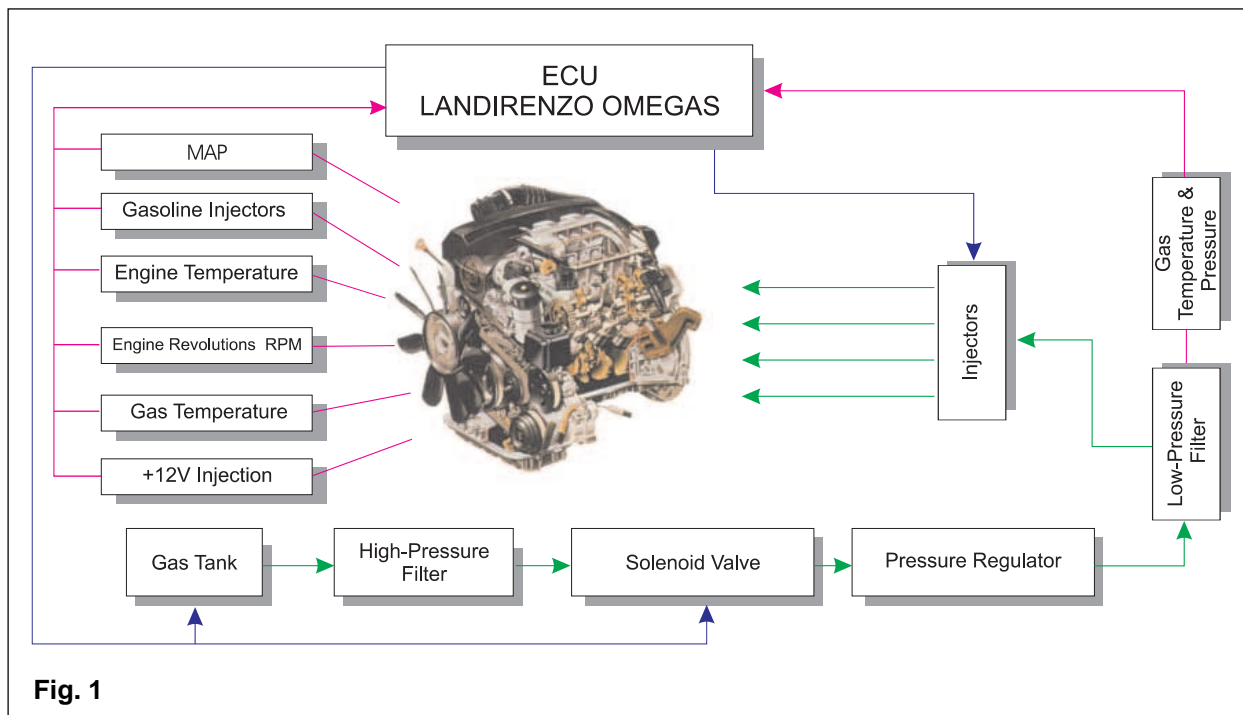 ECU
LANDIRENZO OMEGAS
MAP
Gasoline Injectors
Engine Temperature
Engine Revolutions RPM
Gas Temperature
+12V Injection
Injectors
Gas
Temperature &
Pressure
Low-Pressure
Filter
Gas Tank
High-Pressure
Filter
Solenoid Valve
Pressure Regulator
Fig. 1